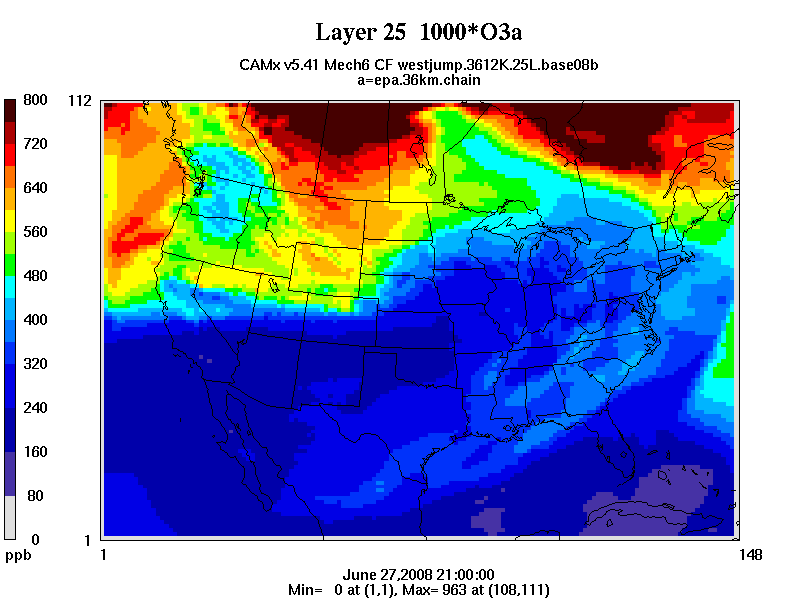 Layer 25 1000*O3a
CAMx v5.41 Mech6 CF westjump.3612K.25L.base08b
a=epa.36km.chain
800
720
640
560
480
400
320
240
160
80
0
ppb
112
1
1
148
June 27,2008 21:00:00
Min= 0 at (1,1), Max= 963 at (108,111)